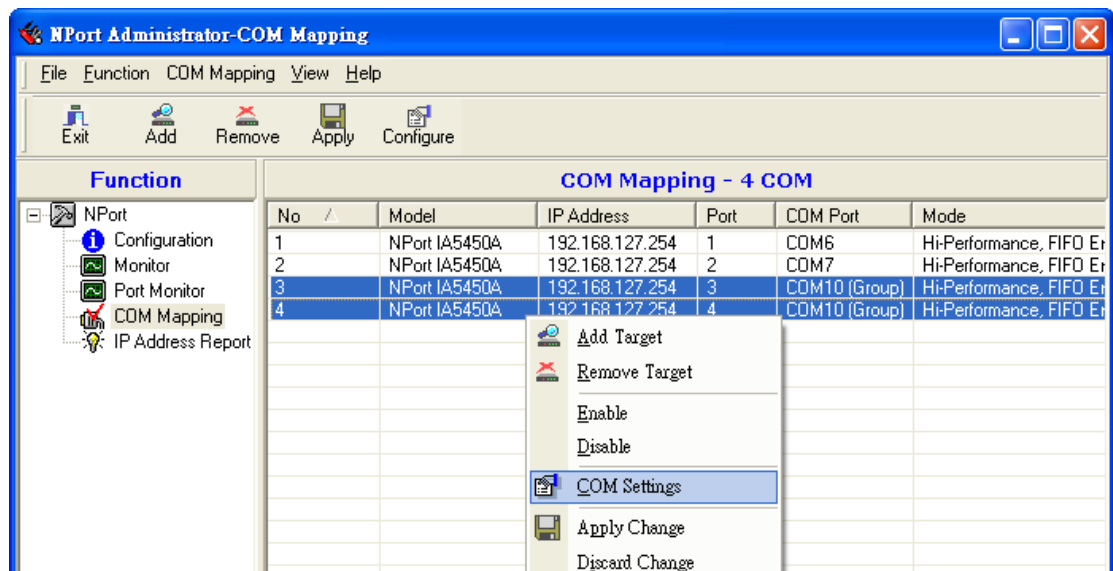 NPort Administrator-COM Mapping
File Function COM Mapping View Help
Exit Add Remove Apply Configure
Function
COM Mapping - 4 COM
NPort
Configuration
Monitor
Port Monitor
COM Mapping
IP Address Report
No Model IP Address Port COM Port Mode
1 NPort IA5450A 192.168.127.254 1 COM6 Hi-Performance, FIFO Er
2 NPort IA5450A 192.168.127.254 2 COM7 Hi-Performance, FIFO Er
3 NPort IA5450A 192.168.127.254 3 COM10 (Group) Hi-Performance, FIFO Er
4 NPort IA5450A 192.168.127.254 4 COM10 (Group) Hi-Performance, FIFO Er
Add Target
Remove Target
Enable
Disable
COM Settings
Apply Change
Discard Change